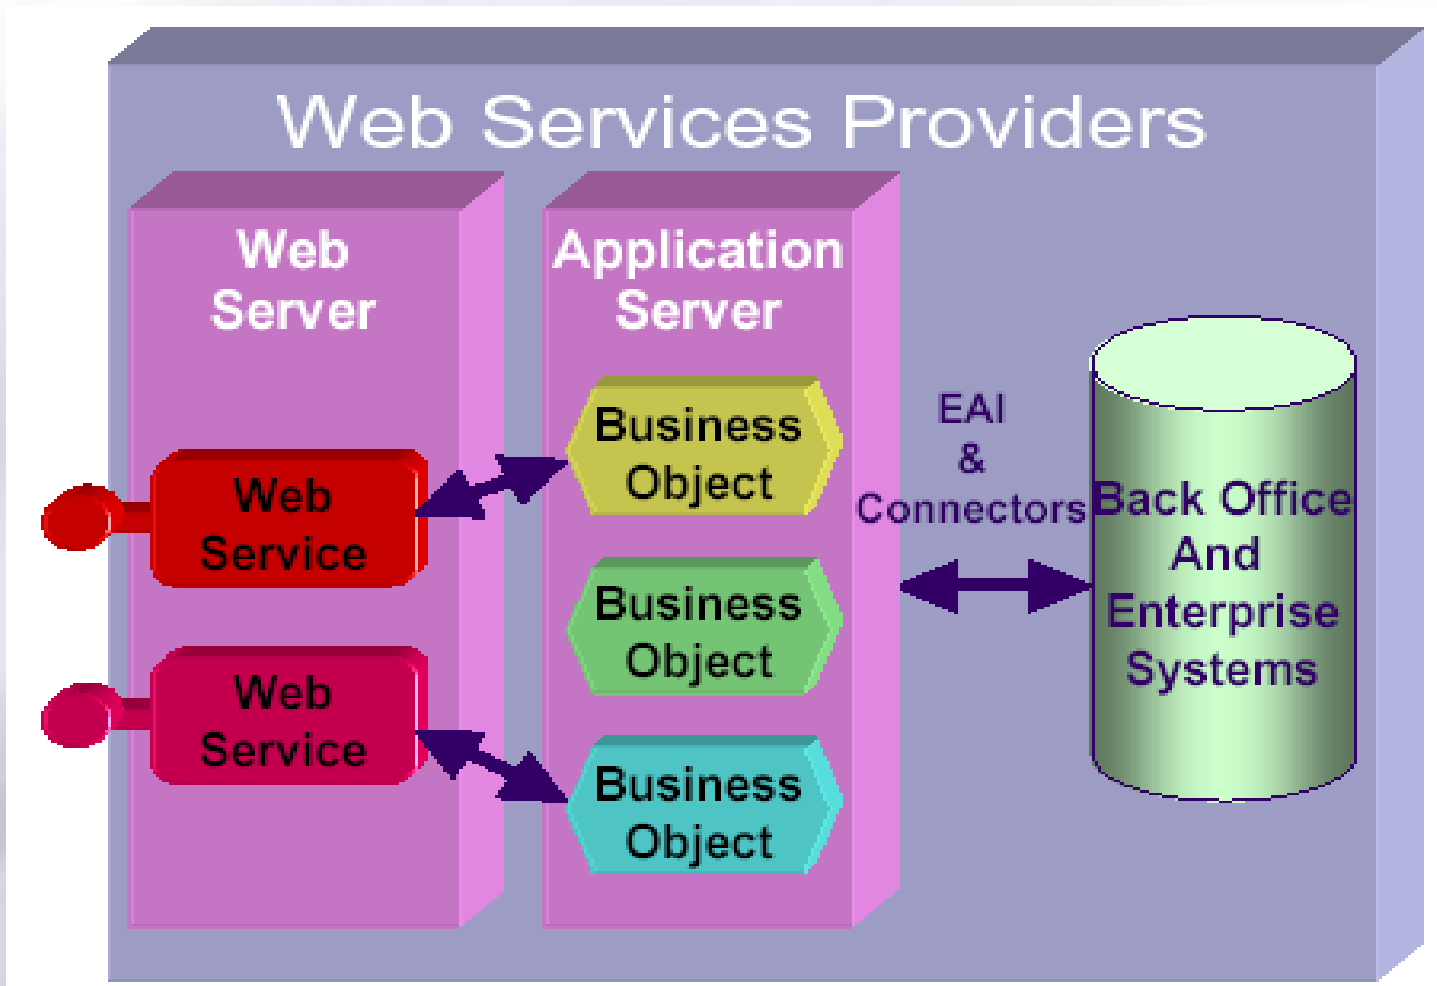 Web Services Providers
Web
Server
Web
Service
Web
Service
Application
Server
Business
Object
Business
Object
Business
Object
EAI
&
Connectors
Back Office
And
Enterprise
Systems